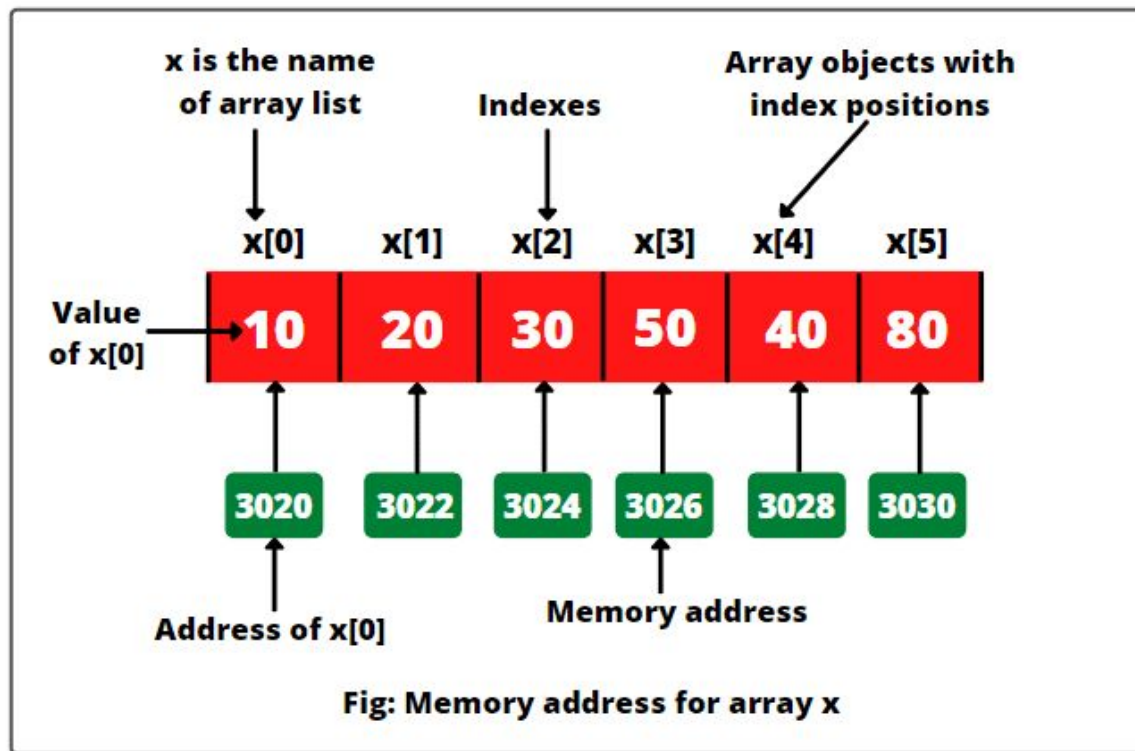 x is the name
of array list
Indexes
Array objects with
index positions
x[0] x[1] x[2] x[3] x[4] x[5]
Value
of x[0]
10 20 30 50 40 80
3020 3022 3024 3026 3028 3030
Address of x[0]
Memory address
Fig: Memory address for array x